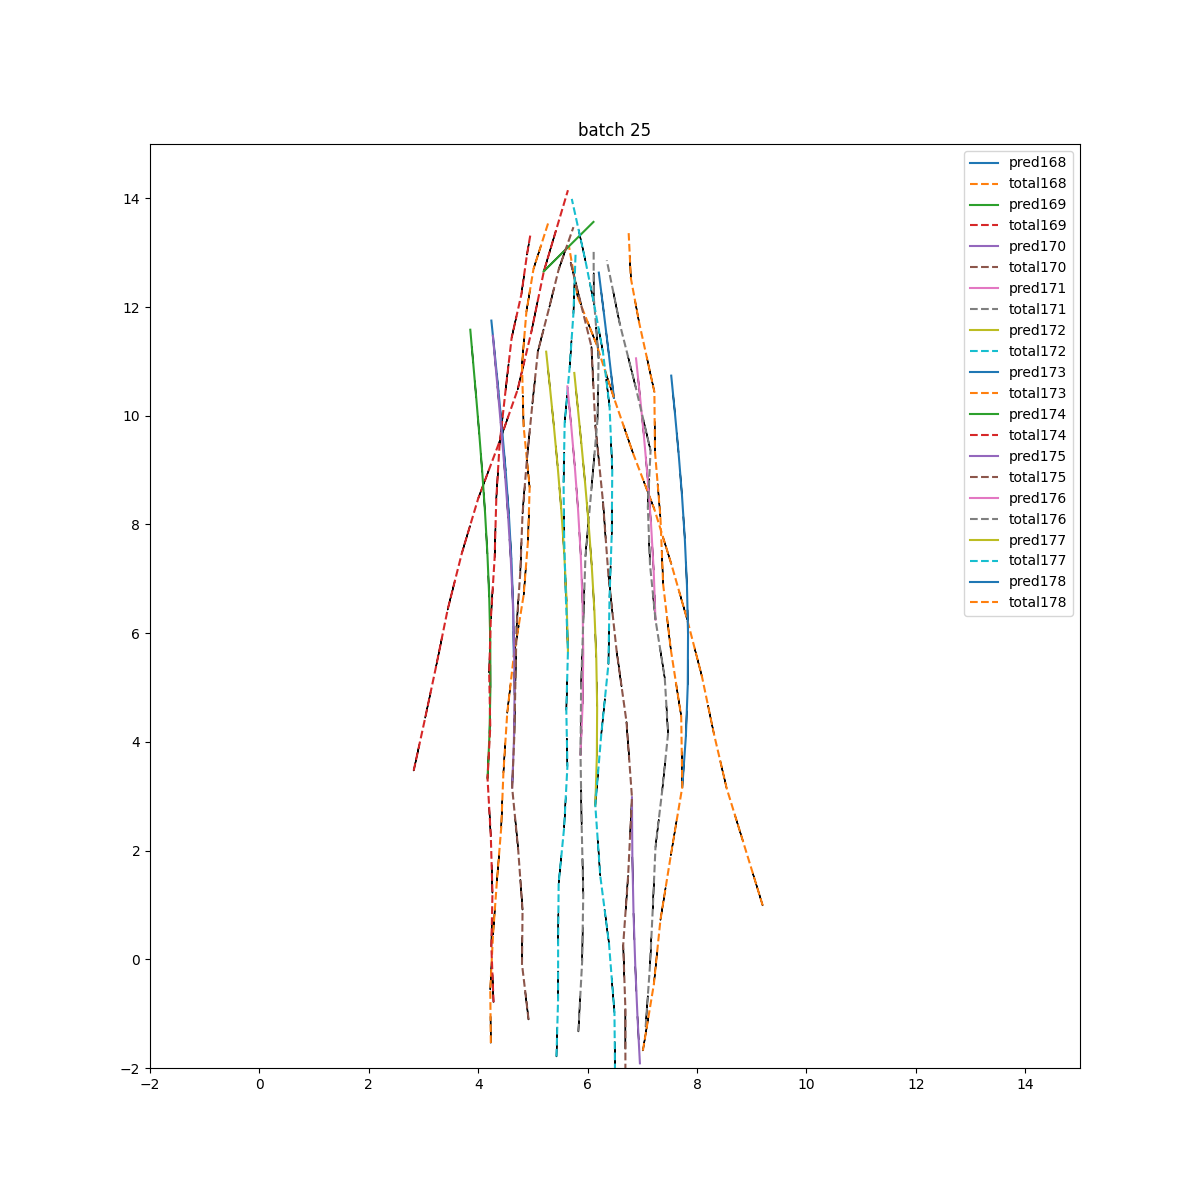 batch 25
pred168
total168
pred169
total169
pred170
total170
pred171
total171
pred172
total172
pred173
total173
pred174
total174
pred175
total175
pred176
total176
pred177
total177
pred178
total178
14
12
10
8
6
4
2
0
−2
−2 0 2 4 6 8 10 12 14